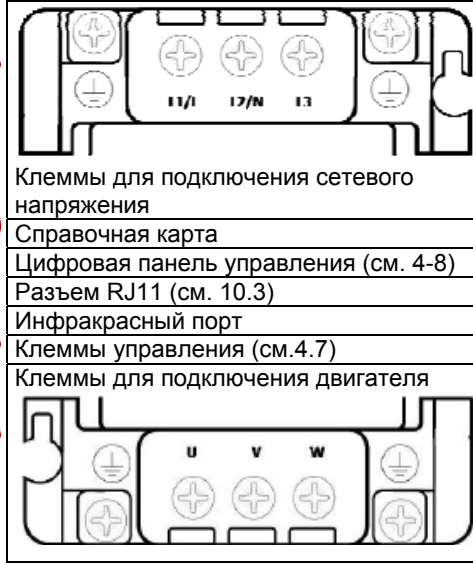 L1/L L2/N L3
Клеммы для подключения сетевого
напряжения
Справочная карта
Цифровая панель управления (см. 4-8)
Разъем RJ11 (см. 10.3)
Инфракрасный порт
Клеммы управления (см.4.7)
Клеммы для подключения двигателя
U V W